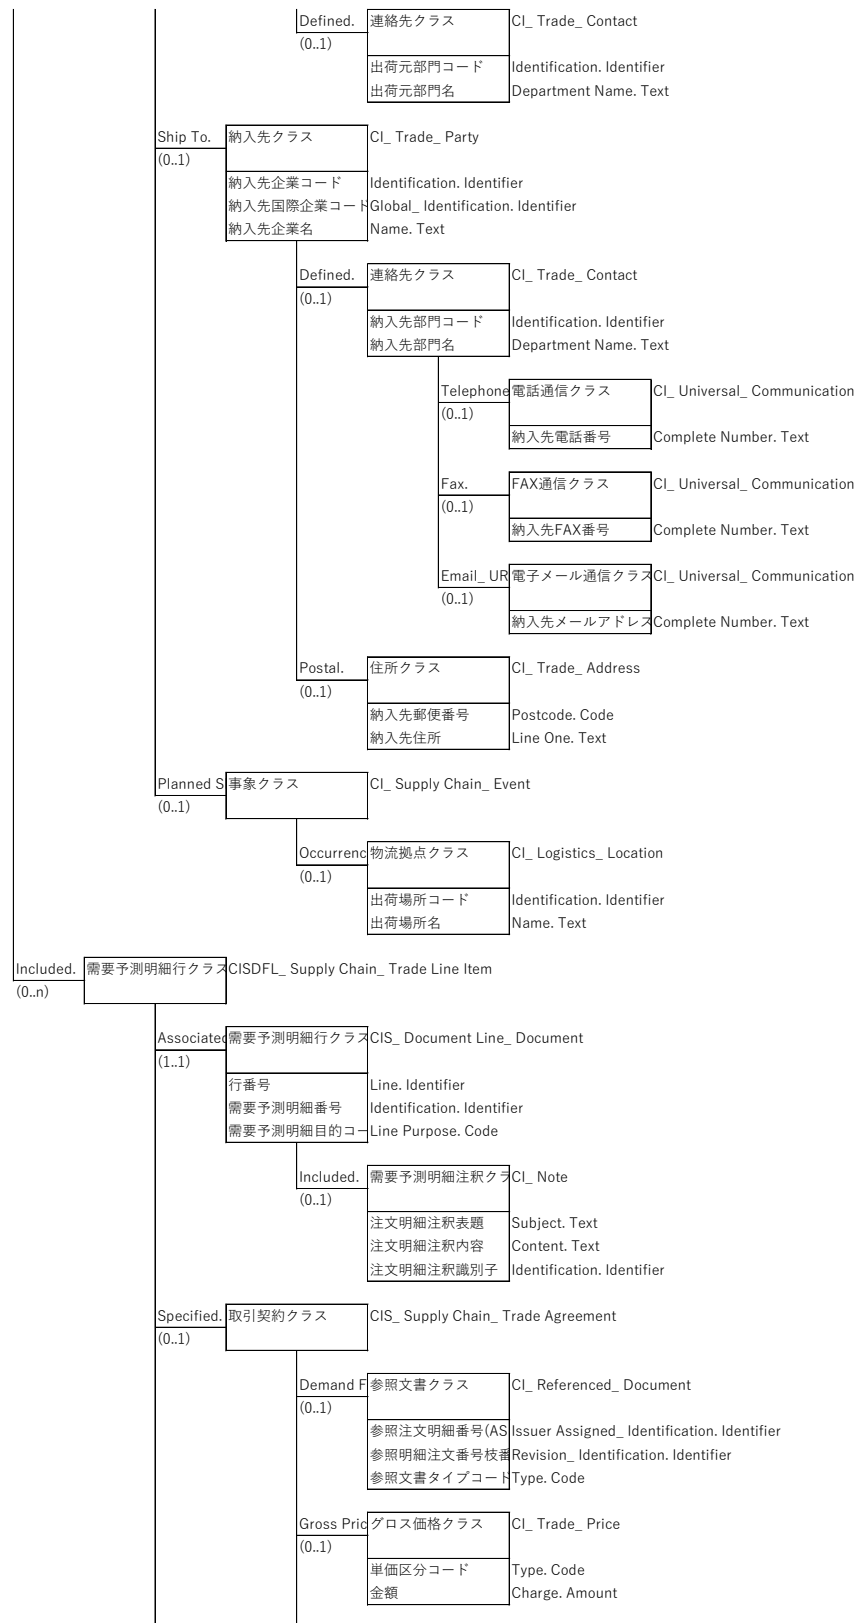 Defined. 連絡先クラス CI_ Trade_ Contact
(0..1)
出荷元部門コード Identification. Identifier
出荷元部門名 Department Name. Text
Ship To. 納入先クラス CI_ Trade_ Party
(0..1)
納入先企業コード Identification. Identifier
納入先国際企業コード Global_ Identification. Identifier
納入先企業名 Name. Text
Defined. 連絡先クラス CI_ Trade_ Contact
(0..1)
納入先部門コード Identification. Identifier
納入先部門名 Department Name. Text
Telephone 電話通信クラス CI_ Universal_ Communication
(0..1)
納入先電話番号 Complete Number. Text
Fax. FAX通信クラス CI_ Universal_ Communication
(0..1)
納入先FAX番号 Complete Number. Text
Email_ UR 電子メール通信クラス CI_ Universal_ Communication
(0..1)
納入先メールアドレス Complete Number. Text
Postal. 住所クラス CI_ Trade_ Address
(0..1)
納入先郵便番号 Postcode. Code
納入先住所 Line One. Text
Planned S 事象クラス CI_ Supply Chain_ Event
(0..1)
Occurrenc 物流拠点クラス CI_ Logistics_ Location
(0..1)
出荷場所コード Identification. Identifier
出荷場所名 Name. Text
Included. 需要予測明細行クラス CISDFL_ Supply Chain_ Trade Line Item
(0..n)
Associated 需要予測明細行クラス CIS_ Document Line_ Document
(1..1)
行番号 Line. Identifier
需要予測明細番号 Identification. Identifier
需要予測明細目的コー Line Purpose. Code
Included. 需要予測明細注釈クラ CI_ Note
(0..1)
注文明細注釈表題 Subject. Text
注文明細注釈内容 Content. Text
注文明細注釈識別子 Identification. Identifier
Specified. 取引契約クラス CIS_ Supply Chain_ Trade Agreement
(0..1)
Demand F 参照文書クラス CI_ Referenced_ Document
(0..1)
参照注文明細番号(AS Issuer Assigned_ Identification. Identifier
参照明細注文番号枝番 Revision_ Identification. Identifier
参照文書タイプコード Type. Code
Gross Pric グロス価格クラス CI_ Trade_ Price
(0..1)
単価区分コード Type. Code
金額 Charge. Amount